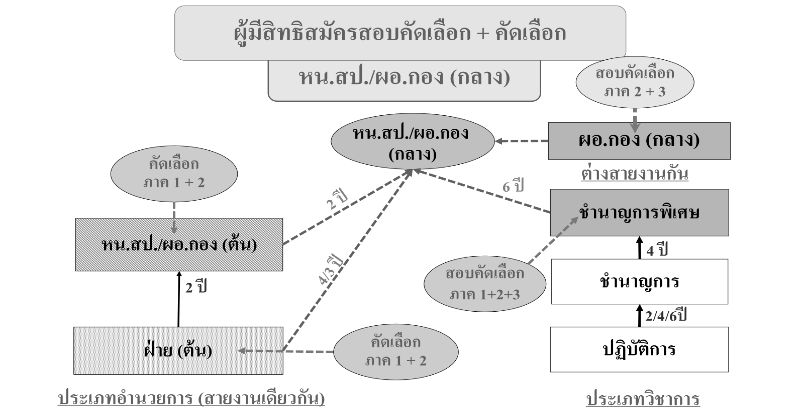 ผู้มีสิทธิสมัครสอบคัดเลือก + คัดเลือก
หน.สป./ผอ.กอง (กลาง)
สอบคัดเลือก
ภาค 2 + 3
หน.สป./ผอ.กอง
(กลาง)
ผอ.กอง (กลาง)
ต่างสายงานกัน
คัดเลือก
ภาค 1 + 2
2 ปี
6 ปี
ชำนาญการพิเศษ
หน.สป./ผอ.กอง (ต้น)
4 ปี
4/3 ปี
สอบคัดเลือก
ภาค 1+2+3
ชำนาญการ
2 ปี
2/4/6ปี
ฝ่าย (ต้น)
คัดเลือก
ภาค 1 + 2
ปฏิบัติการ
ประเภทอำนวยการ (สายงานเดียวกัน)
ประเภทวิชาการ